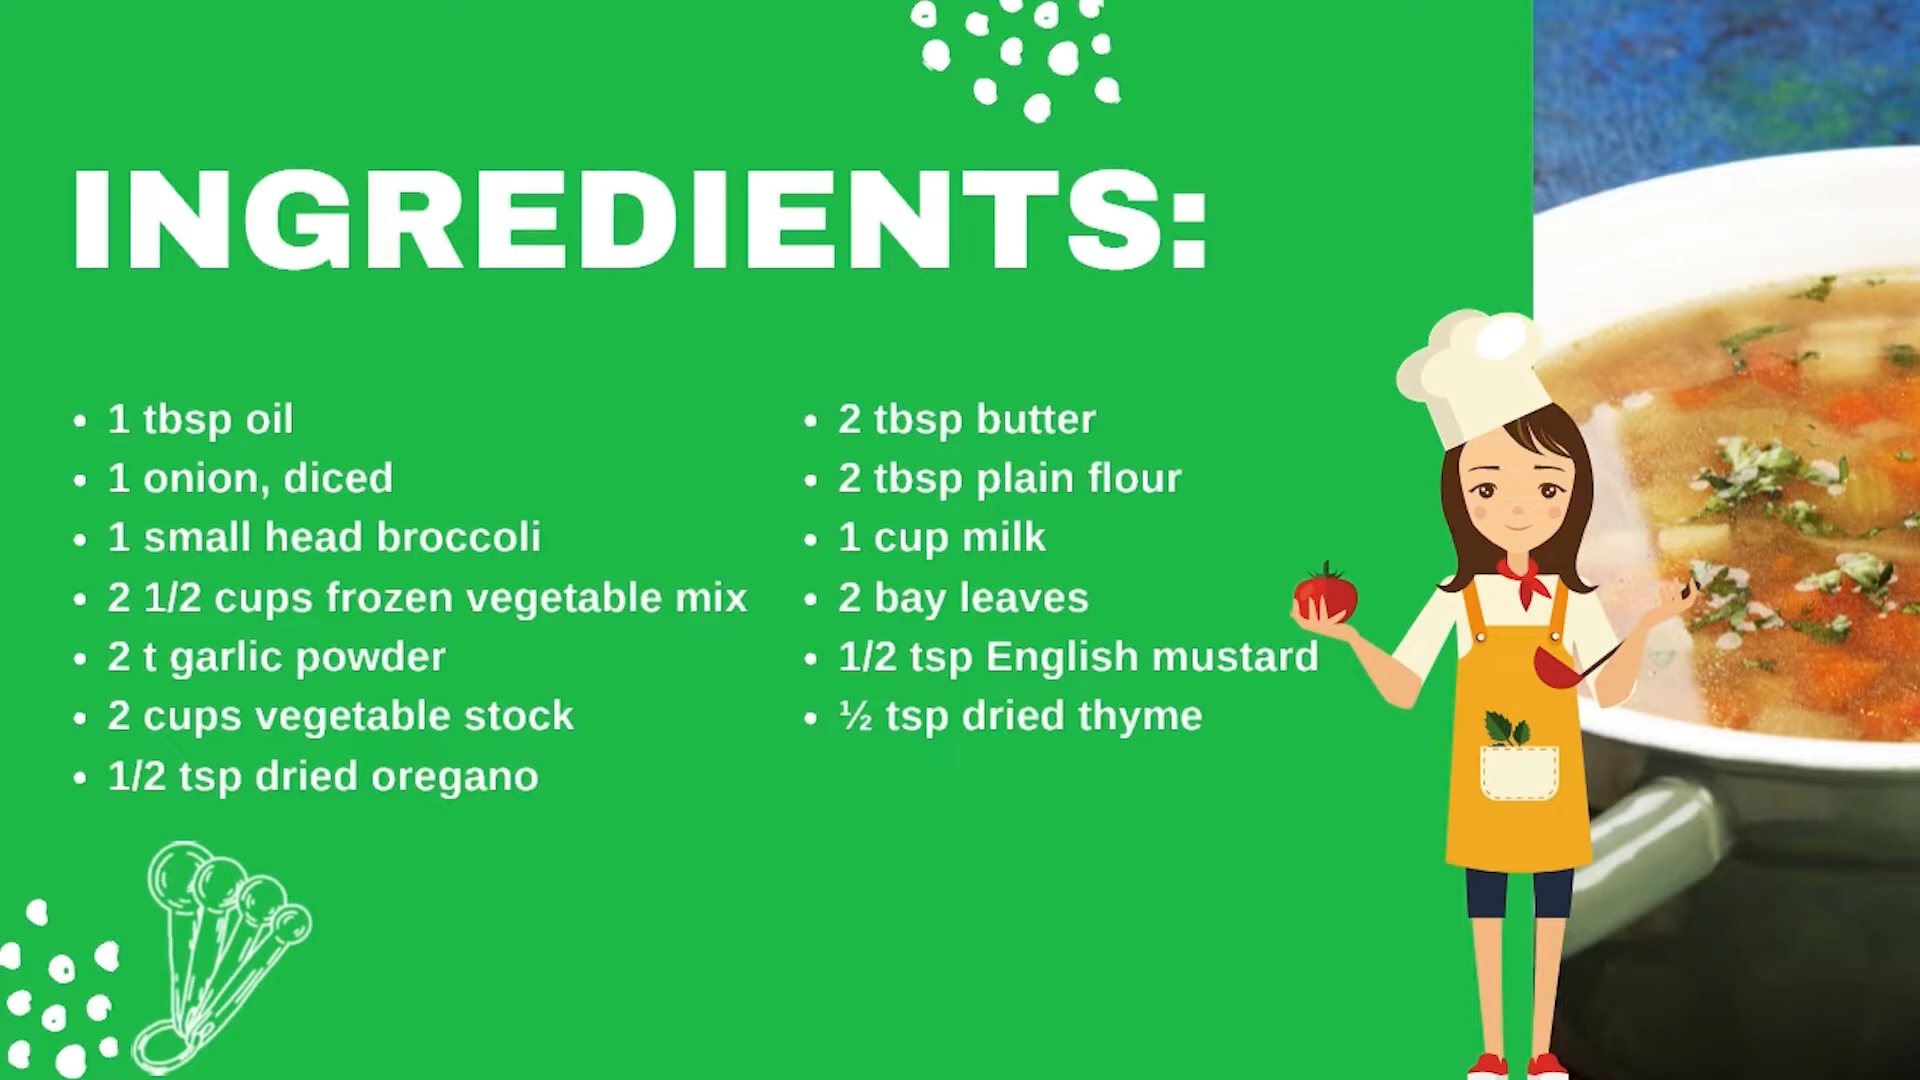 INGREDIENTS:
• 1 tbsp oil
• 1 onion, diced
• 1 small head broccoli
• 2 1/2 cups frozen vegetable mix
• 2 t garlic powder
• 2 cups vegetable stock
• 1/2 tsp dried oregano
• 2 tbsp butter
• 2 tbsp plain flour
• 1 cup milk
• 2 bay leaves
• 1/2 tsp English mustard
• ½ tsp dried thyme